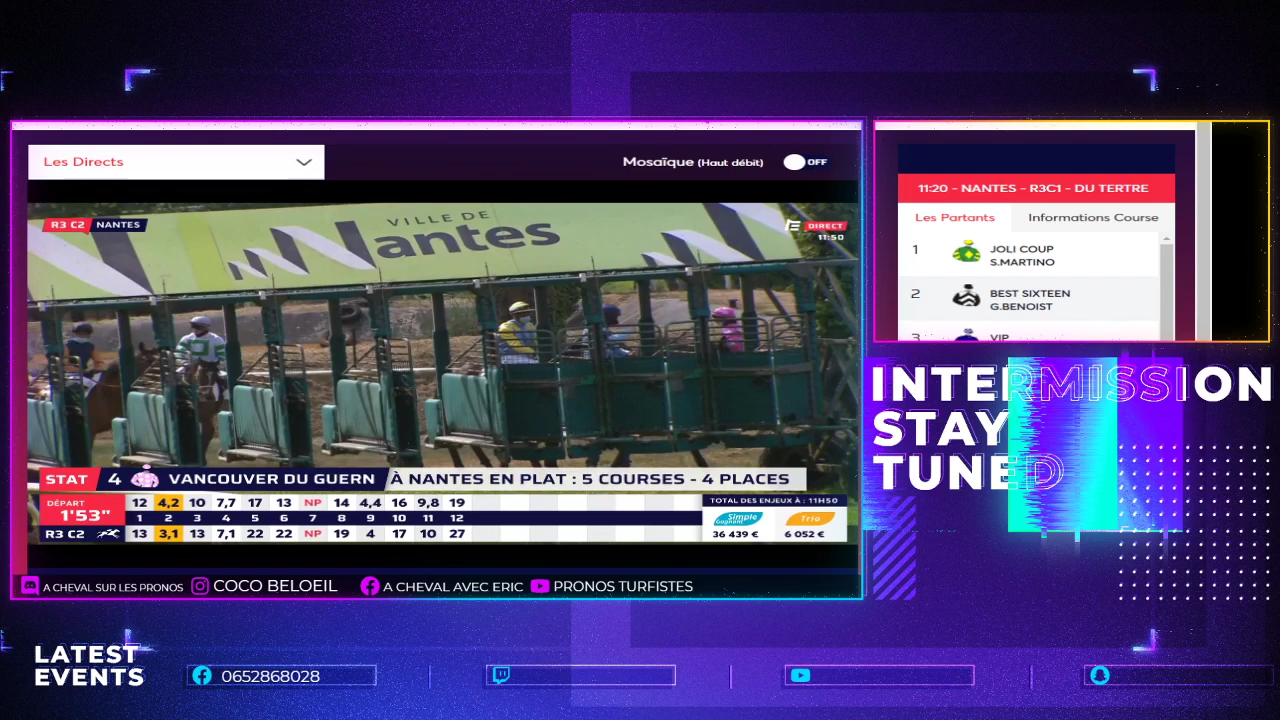 Les Directs
Mosaïque (Haut débit)
OFF
R3 C2 NANTES
VILLE DE
Nantes
DIRECT
11:50
STAT 4 VANCOUVER DU GUERN À NANTES EN PLAT : 5 COURSES - 4 PLACES
DÉPART
1'53"
12 4,2 10 7,7 17 13 NP 14 4,4 16 9,8 19
1 2 3 4 5 6 7 8 9 10 11 12
R3 C2 13 3,1 13 7,1 22 22 NP 19 4 17 10 27
TOTAL DES ENJEUX À : 11H50
Simple Gagnant
Trio
36 439 €
6 052 €
A CHEVAL SUR LES PRONOS COCO BELOEIL A CHEVAL AVEC ERIC PRONOS TURFISTES
11:20 - NANTES - R3C1 - DU TERTRE
Les Partants
Informations Course
1 JOLI COUP
S.MARTINO
2 BEST SIXTEEN
G.BENOIST
3 VIP
INTERMISSION
STAY
TUNED
LATEST
EVENTS
0652868028